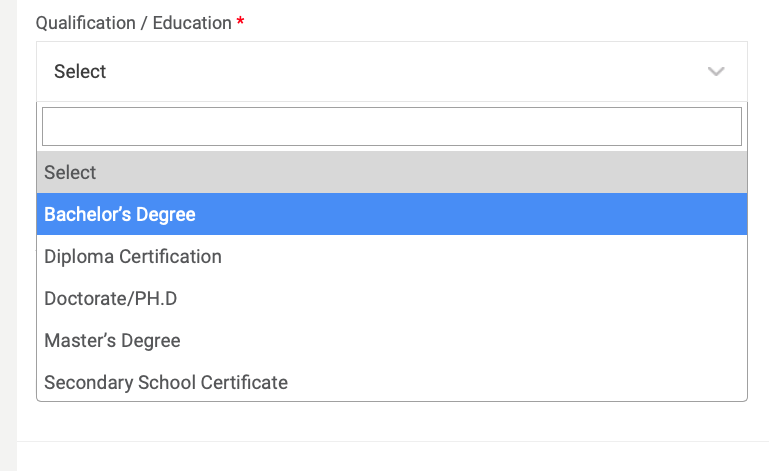 Qualification / Education *
Select
Select
Bachelor’s Degree
Diploma Certification
Doctorate/PH.D
Master’s Degree
Secondary School Certificate